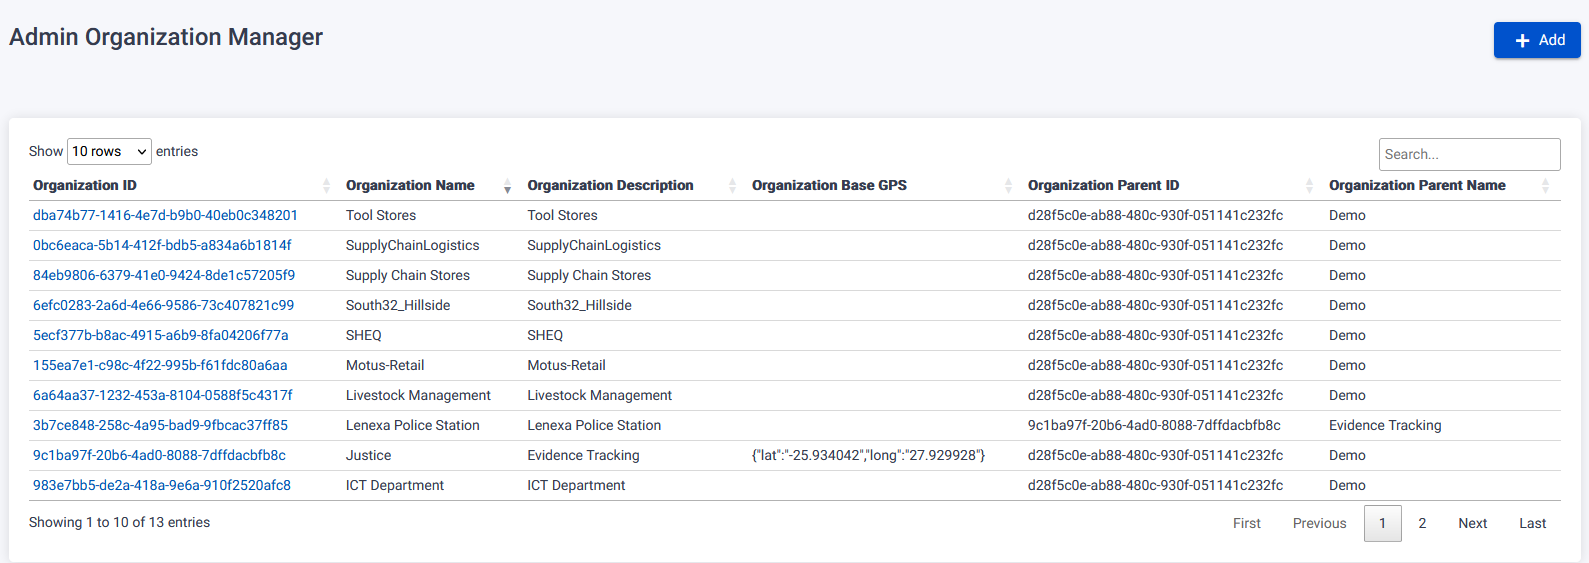 Admin Organization Manager
+ Add
Show 10 rows entries
Search...
Organization ID Organization Name Organization Description Organization Base GPS Organization Parent ID Organization Parent Name
dba74b77-1416-4e7d-b9b0-40eb0c348201 Tool Stores Tool Stores d28f5c0e-ab88-480c-930f-051141c232fc Demo
0bc6eaca-5b14-412f-bdb5-a834a6b1814f SupplyChainLogistics SupplyChainLogistics d28f5c0e-ab88-480c-930f-051141c232fc Demo
84eb9806-6379-41e0-9424-8de1c57205f9 Supply Chain Stores Supply Chain Stores d28f5c0e-ab88-480c-930f-051141c232fc Demo
6efc0283-2a6d-4e66-9586-73c407821c99 South32_Hillside South32_Hillside d28f5c0e-ab88-480c-930f-051141c232fc Demo
5ecf377b-b8ac-4915-a6b9-8fa04206f77a SHEQ SHEQ d28f5c0e-ab88-480c-930f-051141c232fc Demo
155ea7e1-c98c-4f22-995b-f61fdc80a6aa Motus-Retail Motus-Retail d28f5c0e-ab88-480c-930f-051141c232fc Demo
6a64aa37-1232-453a-8104-0588f5c4317f Livestock Management Livestock Management d28f5c0e-ab88-480c-930f-051141c232fc Demo
3b7ce848-258c-4a95-bad9-9fbcac37ff85 Lenexa Police Station Lenexa Police Station 9c1ba97f-20b6-4ad0-8088-7dffdacbfb8c Evidence Tracking
9c1ba97f-20b6-4ad0-8088-7dffdacbfb8c Justice Evidence Tracking {"lat":"-25.934042","long":"27.929928"} d28f5c0e-ab88-480c-930f-051141c232fc Demo
983e7bb5-de2a-418a-9e6a-910f2520afc8 ICT Department ICT Department d28f5c0e-ab88-480c-930f-051141c232fc Demo
Showing 1 to 10 of 13 entries
First Previous 1 2 Next Last